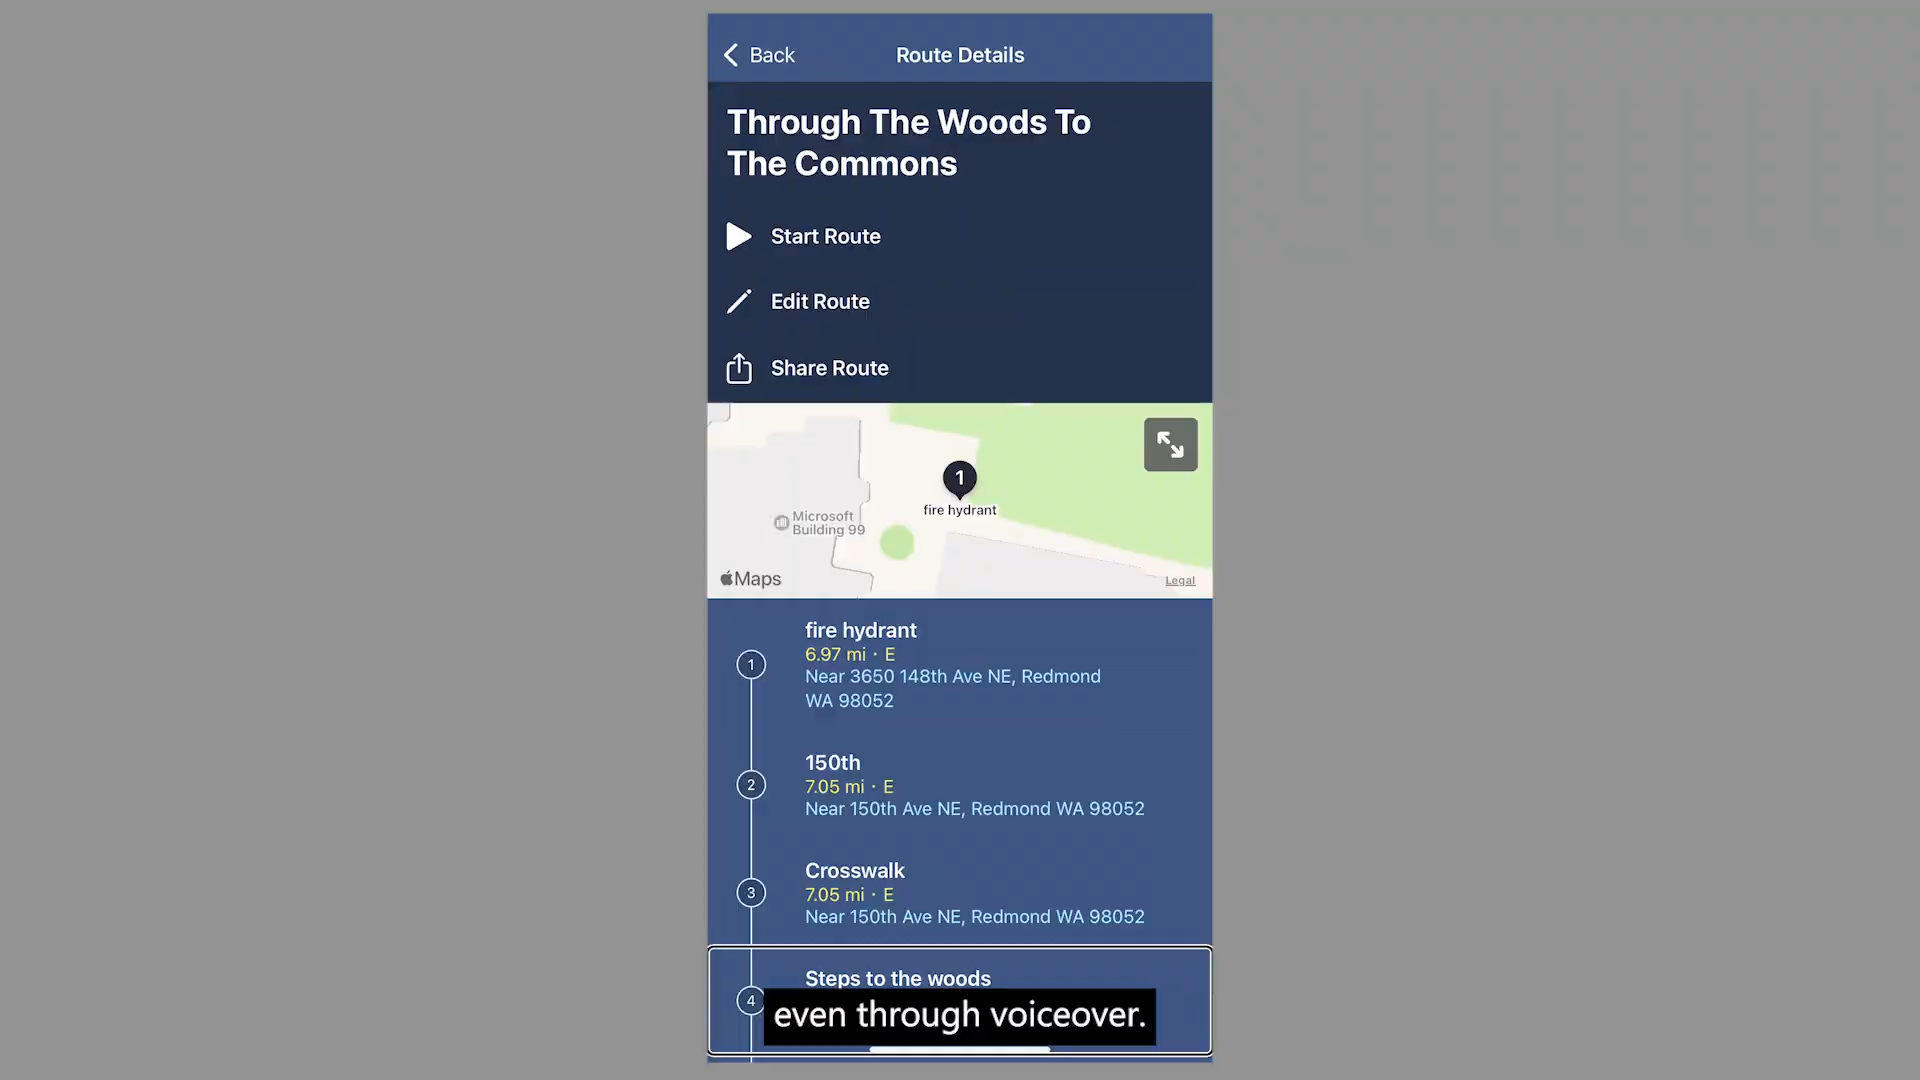 Back
Route Details
Through The Woods To
The Commons
Start Route
Edit Route
Share Route
1
fire hydrant
Microsoft
Building 99
Maps
Legal
1
fire hydrant
6.97 mi · E
Near 3650 148th Ave NE, Redmond
WA 98052
2
150th
7.05 mi · E
Near 150th Ave NE, Redmond WA 98052
3
Crosswalk
7.05 mi · E
Near 150th Ave NE, Redmond WA 98052
4
Steps to the woods
even through voiceover.